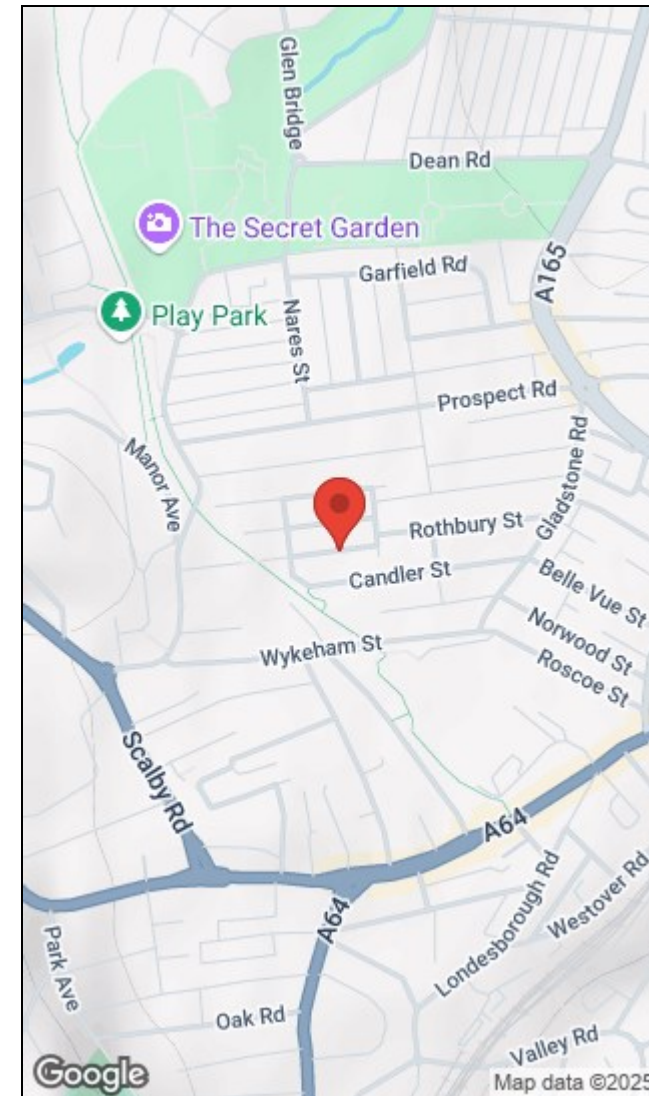 Glen Bridge
Dean Rd
The Secret Garden
Garfield Rd
A165
Play Park
Nares St
Prospect Rd
Manor Ave
Gladstone Rd
Rothbury St
Candler St
Belle Vue St
Norwood St
Wykeham St
Roscoe St
Scalby Rd
A64
A64
Londesborough Rd
Westover Rd
Park Ave
Oak Rd
Valley Rd
Google
Map data ©2025